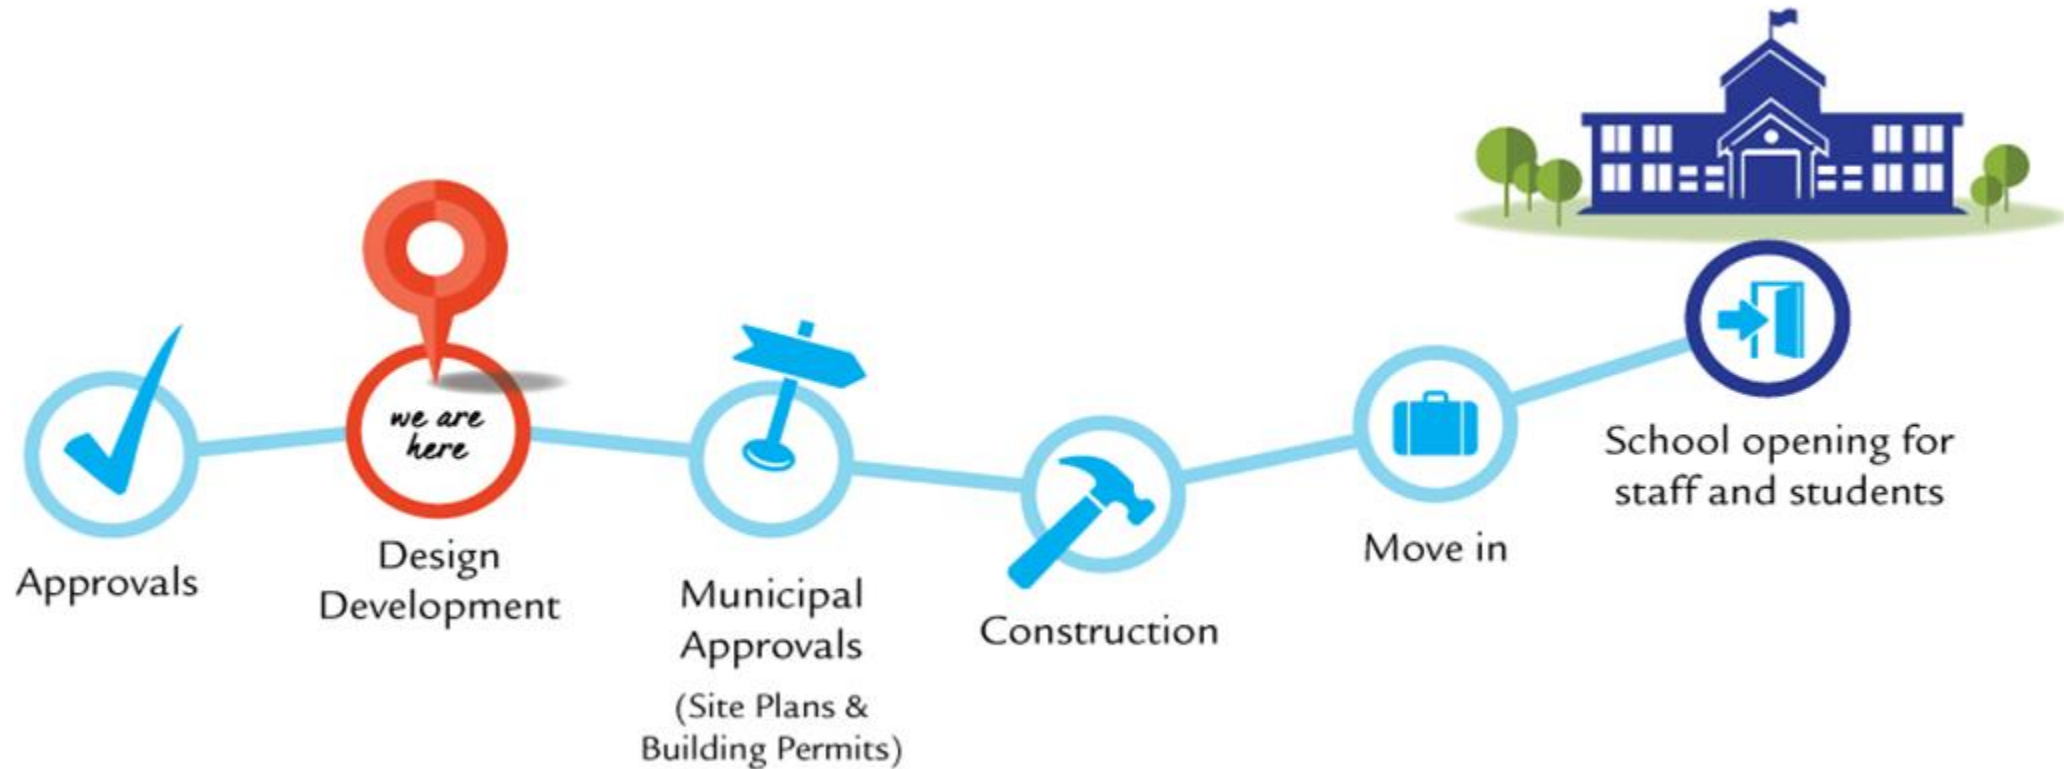 Approvals
we are
here
Design
Development
Municipal
Approvals
(Site Plans &
Building Permits)
Construction
Move in
School opening for
staff and students